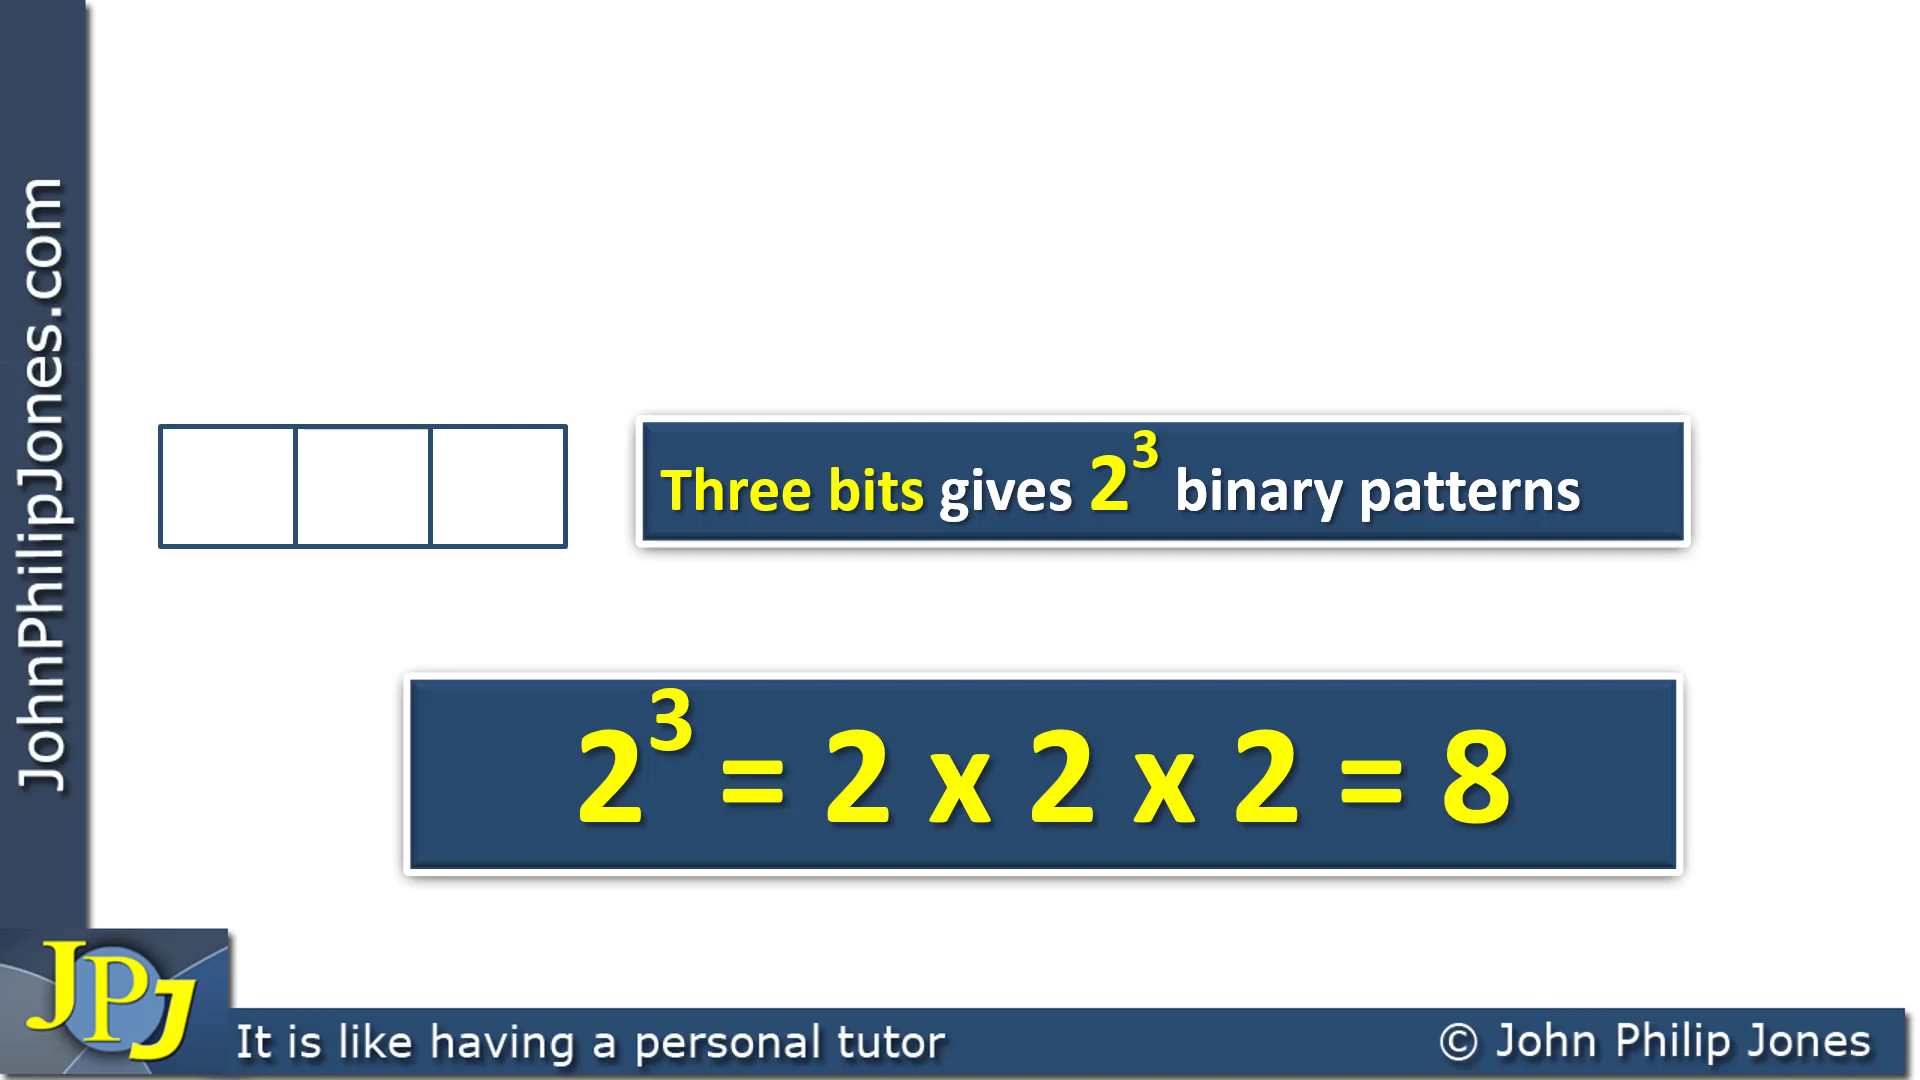 JohnPhilipJones.com
Three bits gives 2³ binary patterns
2³ = 2 x 2 x 2 = 8
JPJ
It is like having a personal tutor
© John Philip Jones